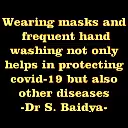 Wearing masks and
frequent hand
washing not only
helps in protecting
covid-19 but also
other diseases
-Dr S. Baidya-